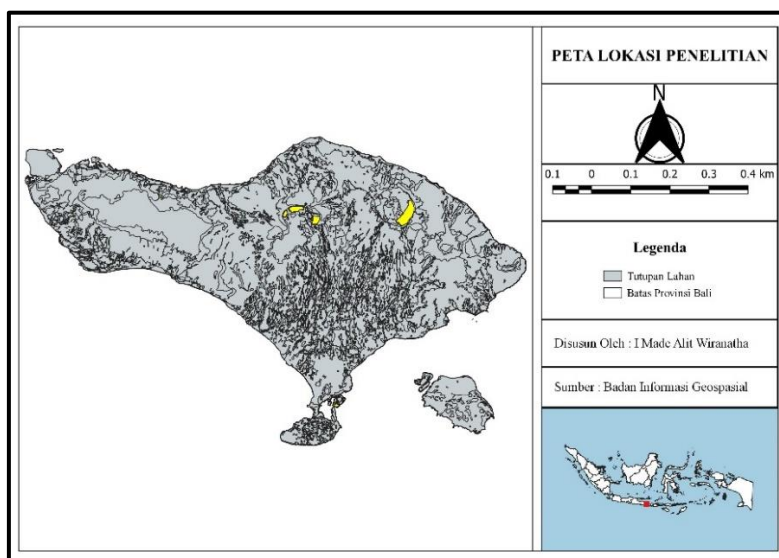 PETA LOKASI PENELITIAN
N
0.1 0 0.1 0.2 0.3 0.4 km
Legenda
Tutupan Lahan
Batas Provinsi Bali
Disusun Oleh : I Made Alit Wiranatha
Sumber : Badan Informasi Geospasial